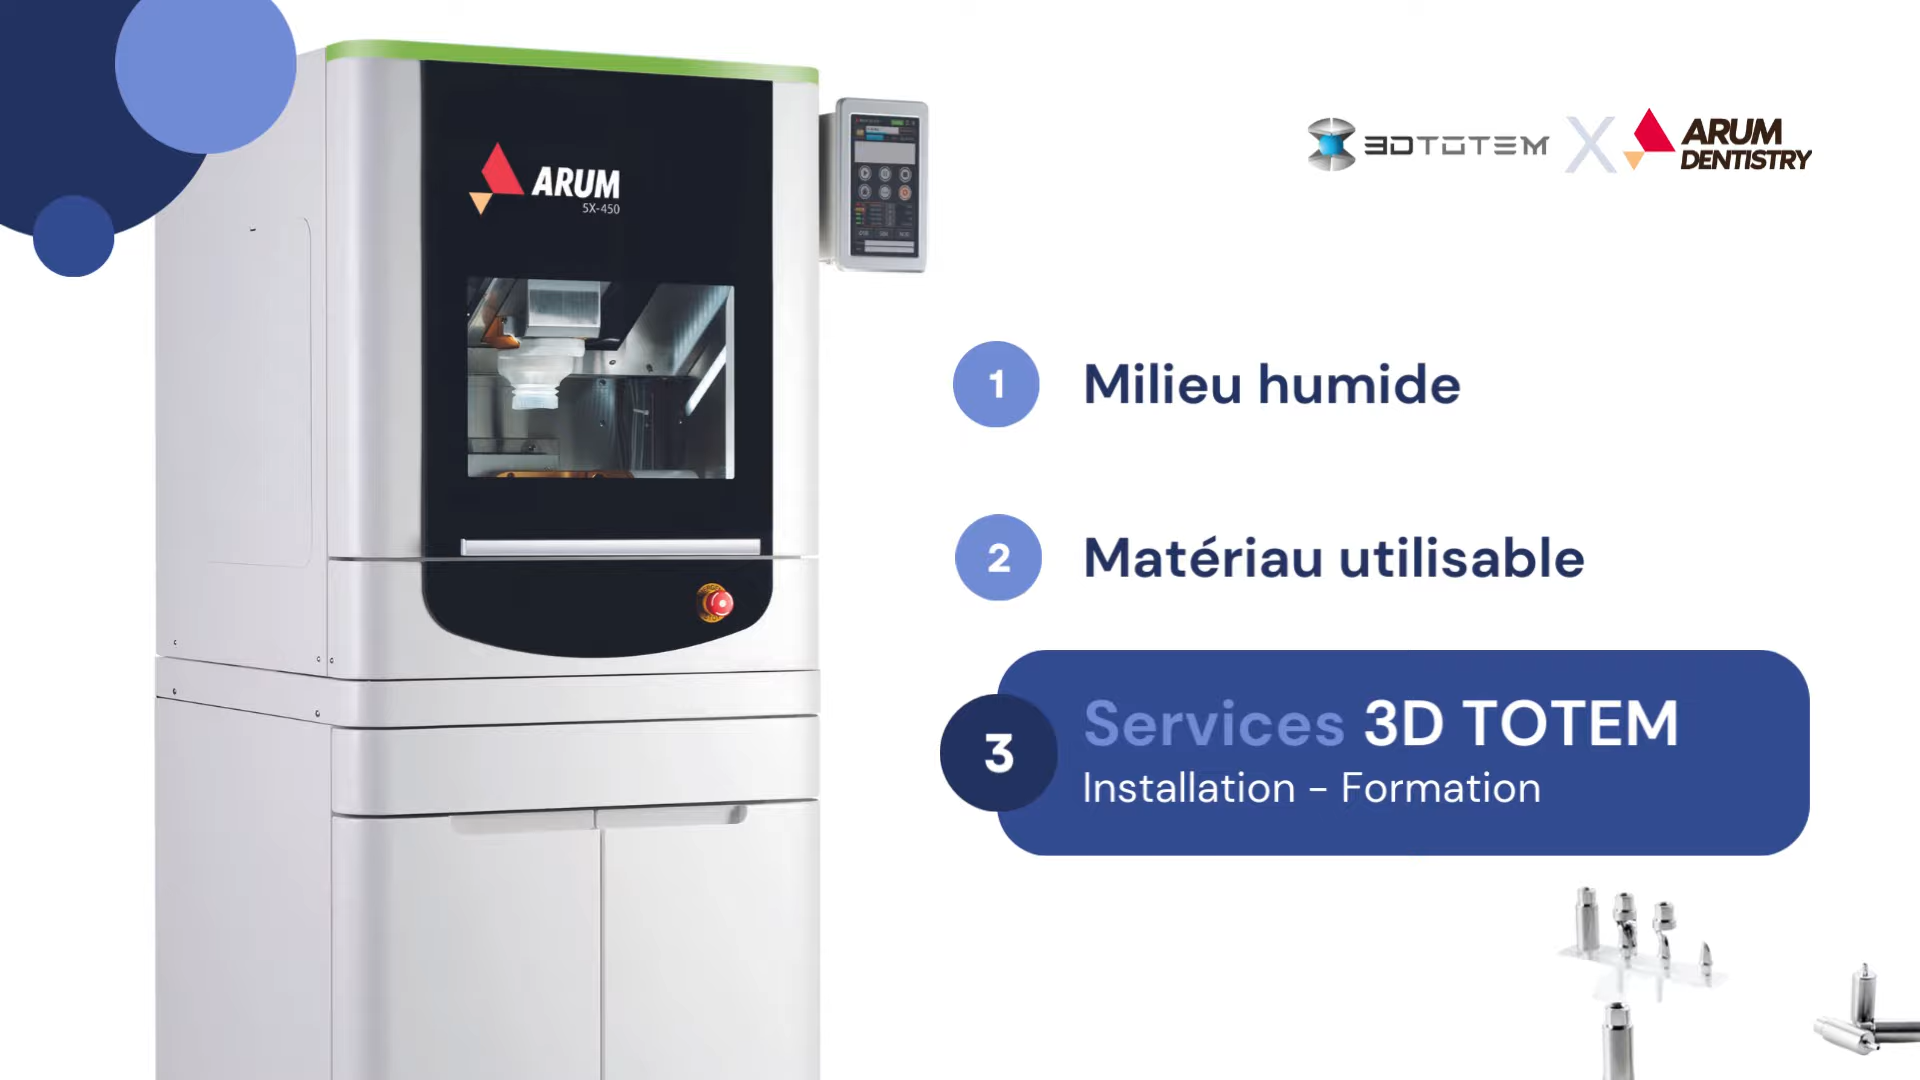 ARUM
5X-450
3DTOTEM X ARUM
DENTISTRY
1 Milieu humide
2 Matériau utilisable
3 Services 3D TOTEM
Installation - Formation